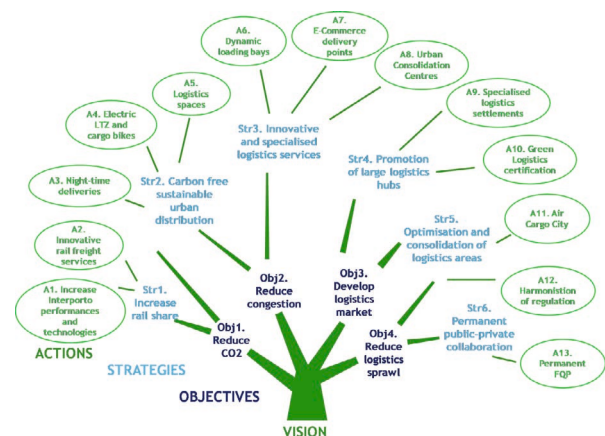 A6.
Dynamic
loading bays
A7.
E-Commerce
delivery
points
A8. Urban
Consolidation
Centres
A5.
Logistics
spaces
A9. Specialised
logistics
settlements
A4. Electric
LTZ and
cargo bikes
Str3. Innovative
and specialised
logistics services
Str4. Promotion
of large logistics
hubs
A10. Green
Logistics
certification
A3. Night-time
deliveries
Str2. Carbon free
sustainable
urban
distribution
Str5.
Optimisation and
consolidation of
logistics areas
A11. Air
Cargo City
A2.
Innovative
rail freight
services
Obj2.
Reduce
congestion
Obj3.
Develop
logistics
market
A12.
Harmonistion
of regulation
A1. Increase
Interporto
performances
and
technologies
Str1.
Increase
rail share
Obj1.
Reduce
CO2
Obj4.
Reduce
logistics
sprawl
Str6.
Permanent
public-private
collaboration
A13.
Permanent
FQP
ACTIONS
STRATEGIES
OBJECTIVES
VISION